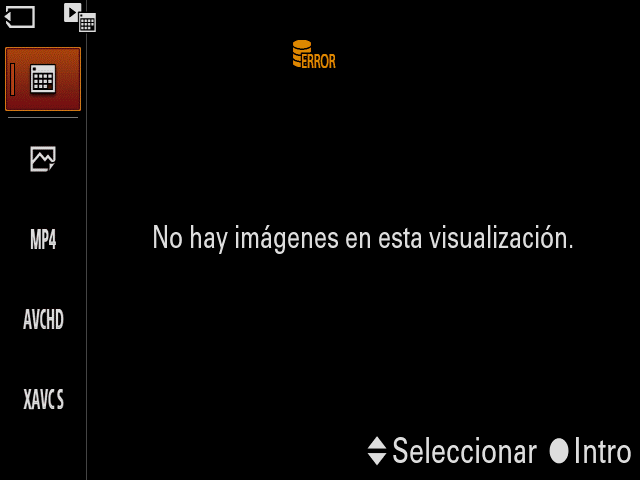 ERROR
No hay imágenes en esta visualización.
MP4
AVCHD
XAVC S
Seleccionar Intro